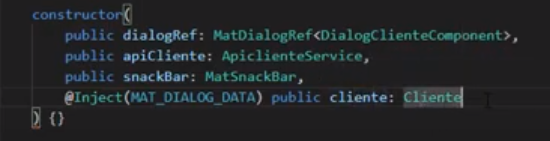 constructor(
public dialogRef: MatDialogRef<DialogClienteComponent>,
public apiCliente: ApiclienteService,
public snackBar: MatSnackBar,
@Inject(MAT_DIALOG_DATA) public cliente: Cliente
) {}